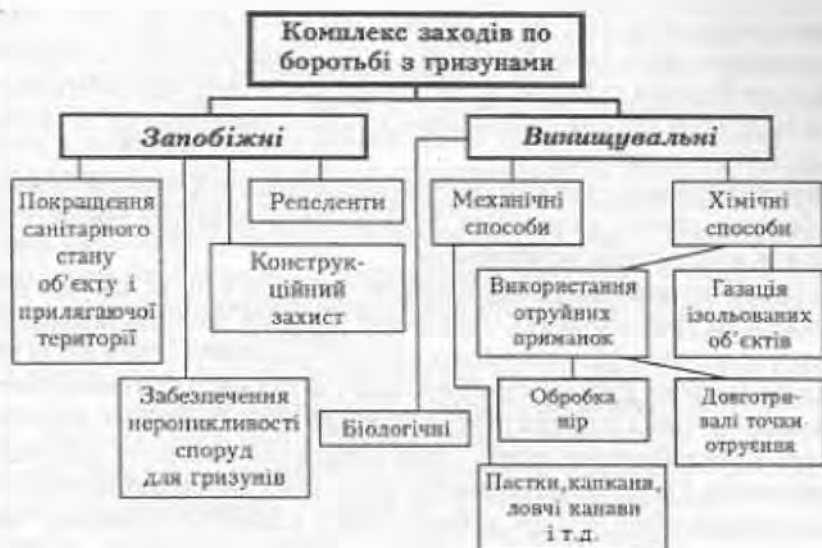 Комплекс заходів по
боротьбі з гризунами
Запобіжні
Винищувальні
Покращення
санітарного
стану
об'єкту і
прилягаючої
території
Репеленти
Конструк-
ційний
захист
Забезпечення
нероникливості
споруд
для гризунів
Біологічні
Механічні
способи
Хімічні
способи
Використання
отруйних
приманок
Газація
ізольованих
об'єктів
Обробка
нір
Довготри-
валі точки
отруєння
Пастки, капкани,
ловчі канави
і т.д.